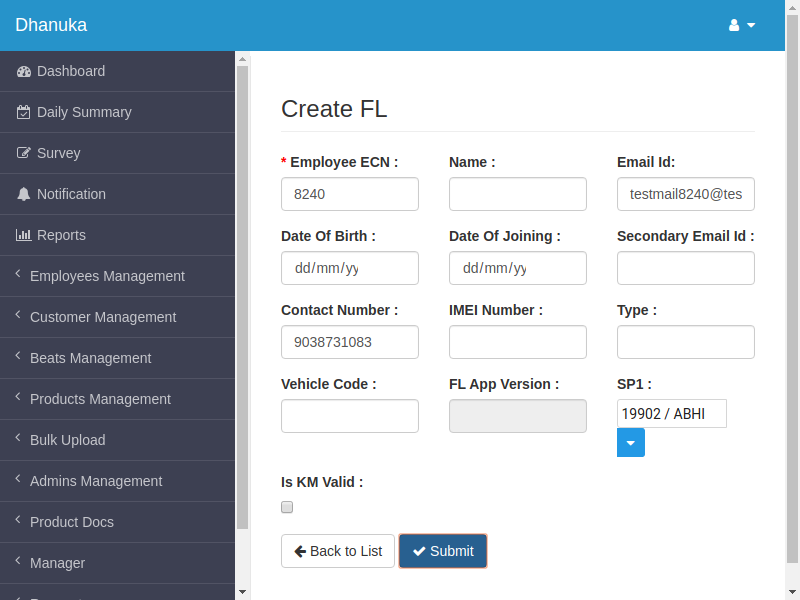 Dhanuka
Dashboard
Daily Summary
Survey
Notification
Reports
Employees Management
Customer Management
Beats Management
Products Management
Bulk Upload
Admins Management
Product Docs
Manager
Create FL
* Employee ECN : Name : Email Id:
8240 testmail8240@tes
Date Of Birth : Date Of Joining : Secondary Email Id :
dd/mm/yy dd/mm/yy
Contact Number : IMEI Number : Type :
9038731083
Vehicle Code : FL App Version : SP1 :
19902 / ABHI
Is KM Valid :
Back to List Submit